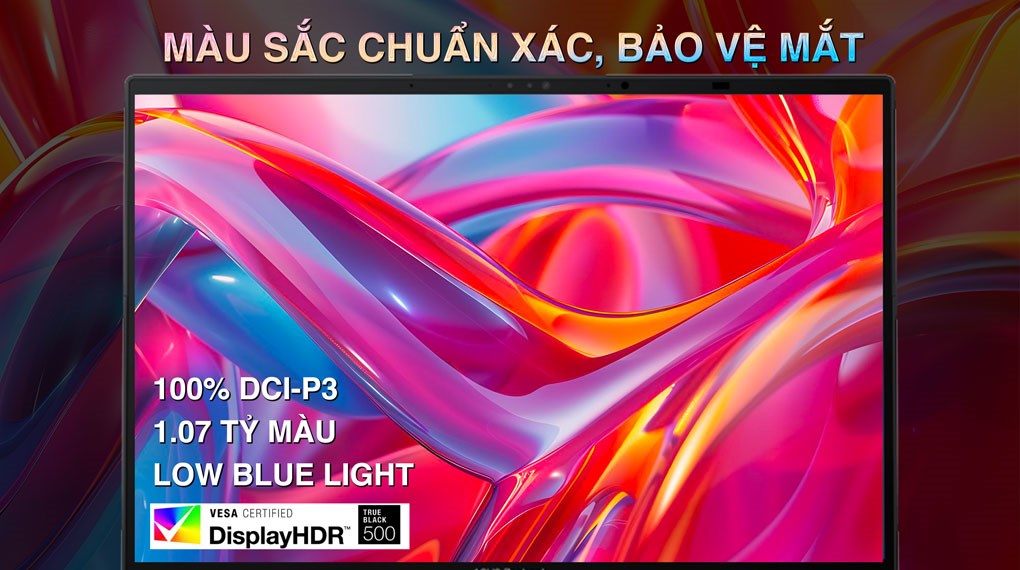 MÀU SẮC CHUẨN XÁC, BẢO VỆ MẮT
100% DCI-P3
1.07 TỶ MÀU
LOW BLUE LIGHT
VESA CERTIFIED
DisplayHDR™
TRUE
BLACK
500